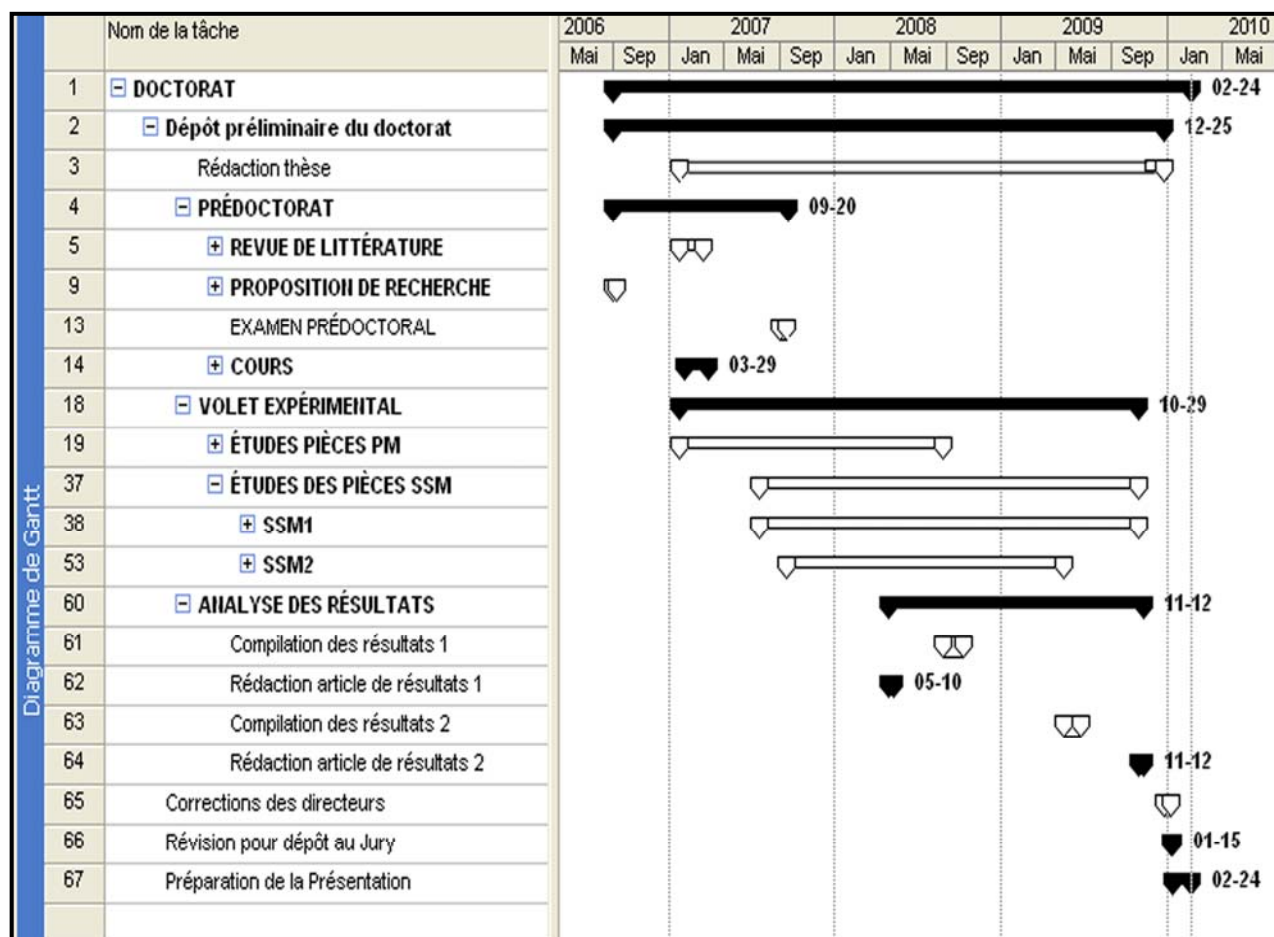 Nom de la tâche 2006 2007 2008 2009 2010
Mai Sep Jan Mai Sep Jan Mai Sep Jan Mai Sep Jan Mai
1 DOCTORAT 02-24
2 Dépôt préliminaire du doctorat 12-25
3 Rédaction thèse
4 PRÉDOCTORAT 09-20
5 REVUE DE LITTÉRATURE
9 PROPOSITION DE RECHERCHE
13 EXAMEN PRÉDOCTORAL
14 COURS 03-29
18 VOLET EXPÉRIMENTAL 10-29
19 ÉTUDES PIÈCES PM
37 ÉTUDES DES PIÈCES SSM
38 SSM1
53 SSM2
60 ANALYSE DES RÉSULTATS 11-12
61 Compilation des résultats 1
62 Rédaction article de résultats 1 05-10
63 Compilation des résultats 2
64 Rédaction article de résultats 2 11-12
65 Corrections des directeurs
66 Révision pour dépôt au Jury 01-15
67 Préparation de la Présentation 02-24
Diagramme de Gantt